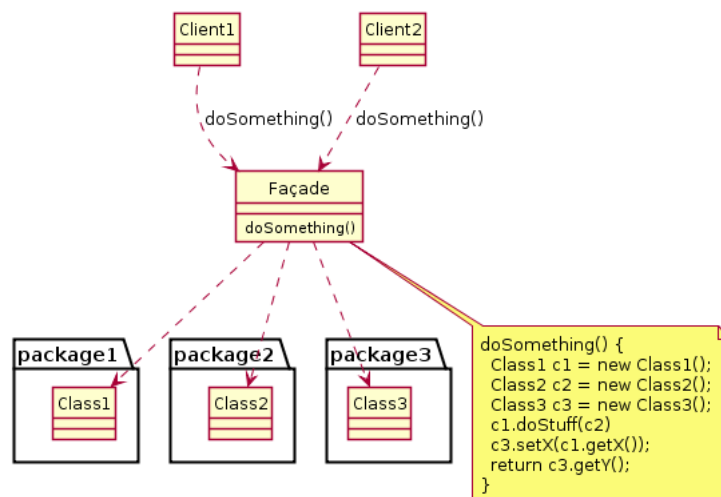 Client1
Client2
doSomething()
doSomething()
Façade
doSomething()
package1
package2
package3
Class1
Class2
Class3
doSomething() {
Class1 c1 = new Class1();
Class2 c2 = new Class2();
Class3 c3 = new Class3();
c1.doStuff(c2)
c3.setX(c1.getX());
return c3.getY();
}